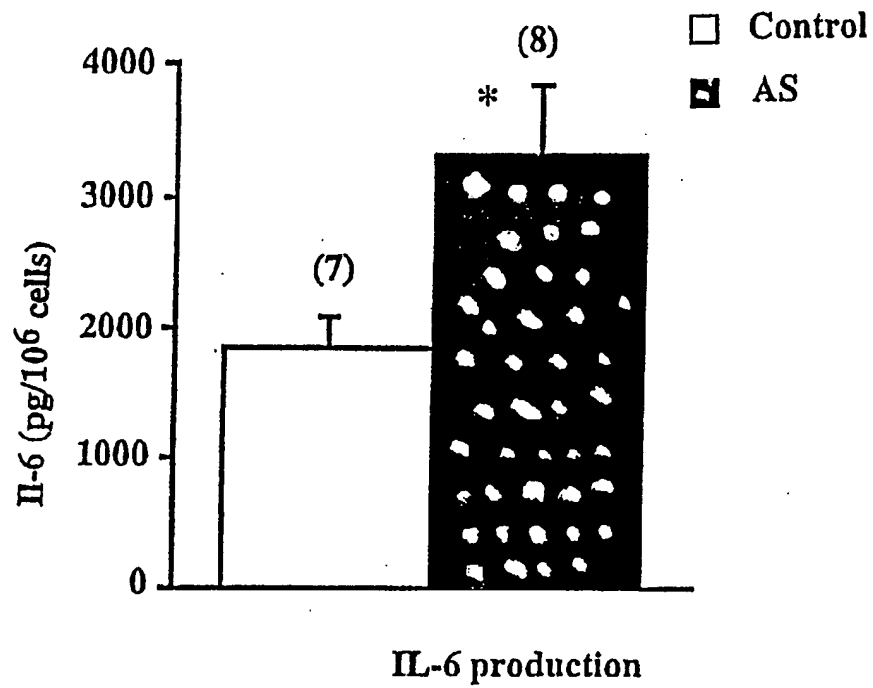 Control
AS
(8)
*
(7)
4000
3000
2000
1000
0
Il-6 (pg/10⁶ cells)
IL-6 production